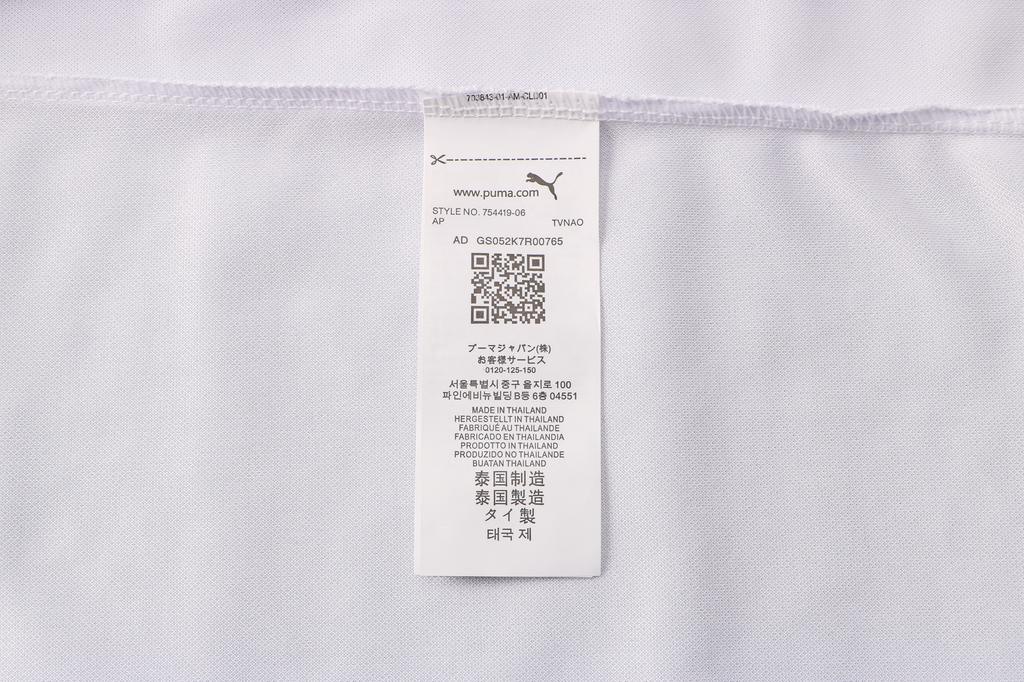 703843-01-AM-CLD01
www.puma.com
STYLE NO. 754419-06
AP TVNAO
AD GS052K7R00765
プーマジャパン(株)
お客様サービス
0120-125-150
서울특별시 중구 을지로 100
파인에비뉴빌딩 B동 6층 04551
MADE IN THAILAND
HERGESTELLT IN THAILAND
FABRIQUÉ AU THAILANDE
FABRICADO EN THAILANDIA
PRODOTTO IN THAILAND
PRODUZIDO NO THAILANDE
BUATAN THAILAND
泰国制造
泰国製造
タイ製
태국 제